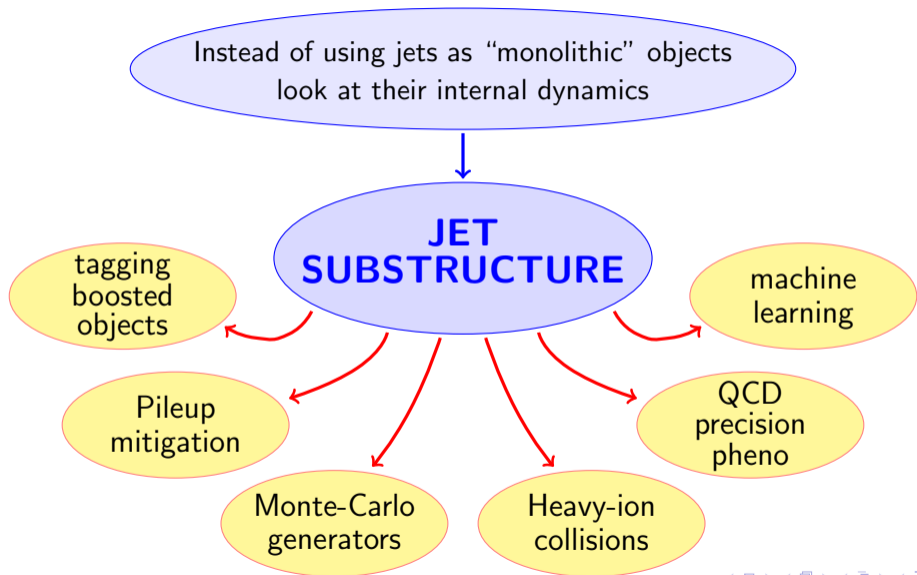 Instead of using jets as “monolithic” objects
look at their internal dynamics
JET
SUBSTRUCTURE
tagging
boosted
objects
machine
learning
Pileup
mitigation
QCD
precision
pheno
Monte-Carlo
generators
Heavy-ion
collisions